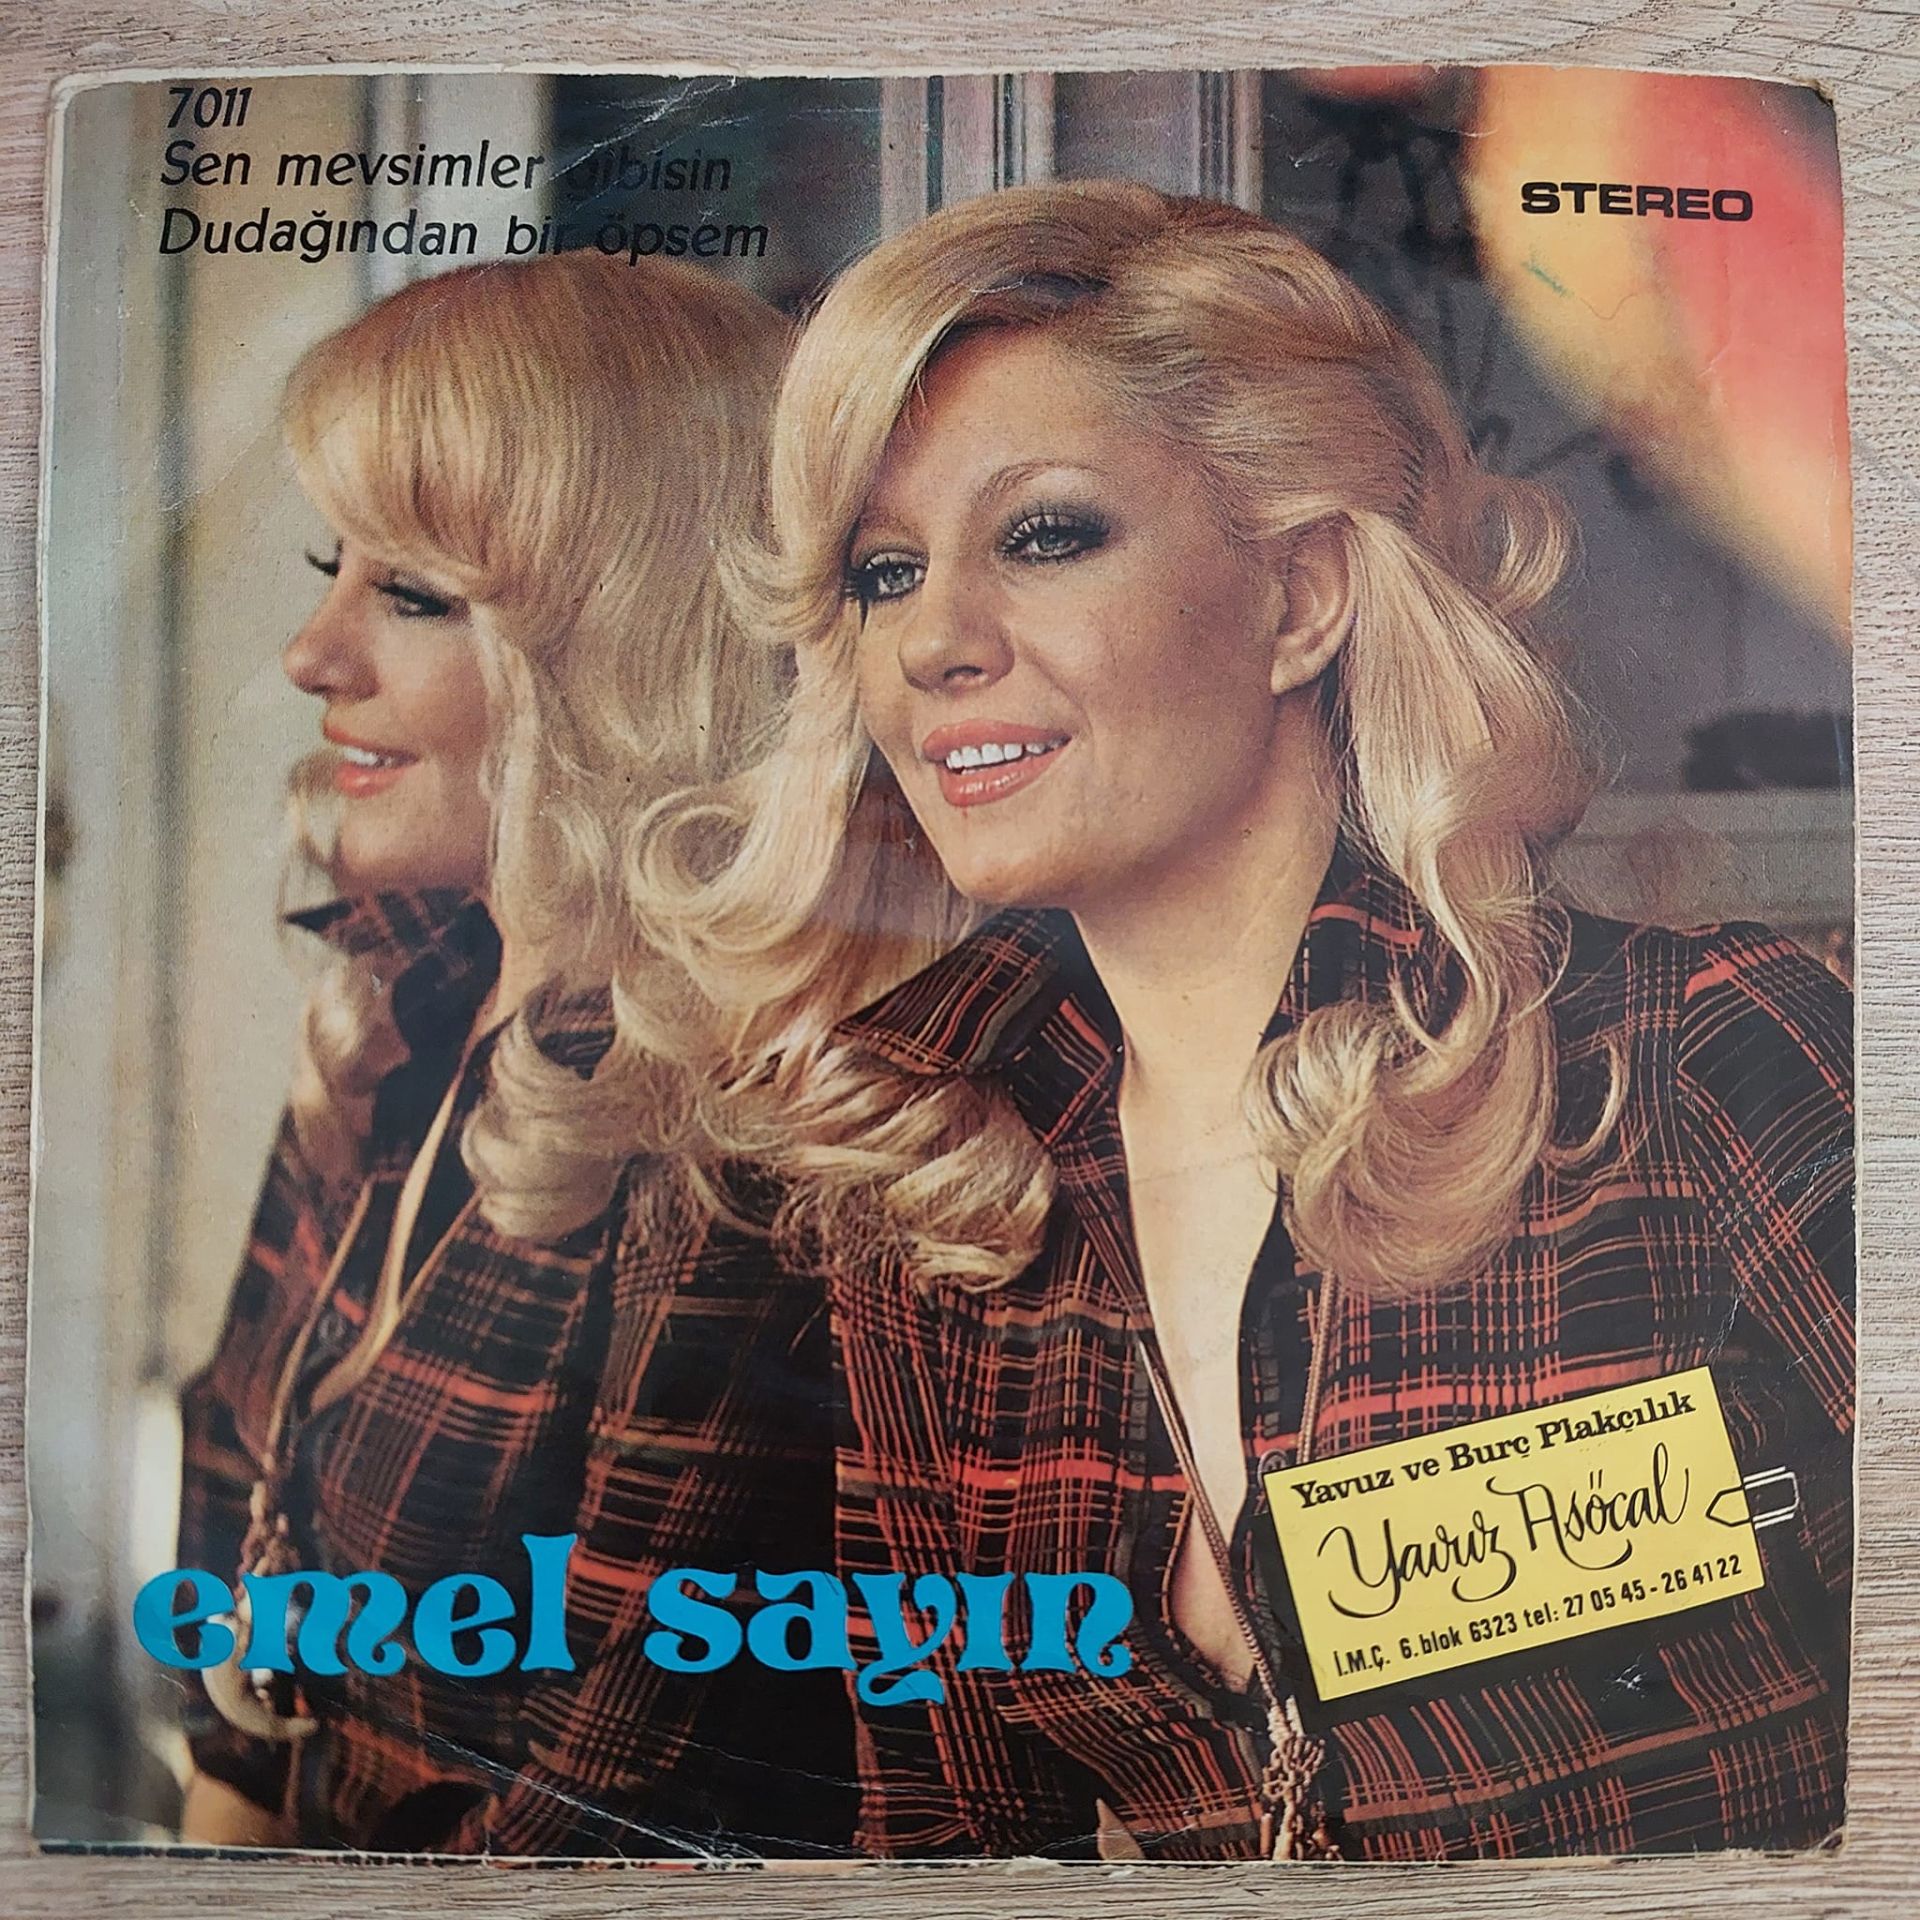 7011
Sen mevsimler gibisin
Dudağından bir öpsem
STEREO
emel sayın
Yavuz ve Burç Plakçılık
Yavuz Asöcal
İ.M.Ç. 6.blok 6323 tel: 27 05 45 - 26 41 22